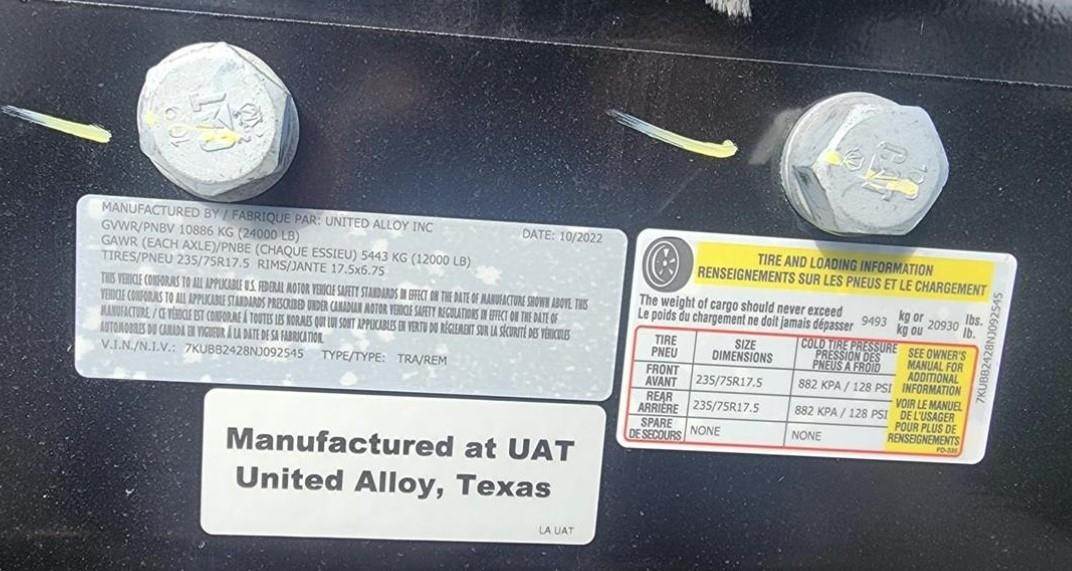 MANUFACTURED BY / FABRIQUE PAR: UNITED ALLOY INC
DATE: 10/2022
GVWR/PNBV 10886 KG (24000 LB)
GAWR (EACH AXLE)/PNBE (CHAQUE ESSIEU) 5443 KG (12000 LB)
TIRES/PNEU 235/75R17.5 RIMS/JANTE 17.5x6.75
THIS VEHICLE CONFORMS TO ALL APPLICABLE U.S. FEDERAL MOTOR VEHICLE SAFETY STANDARDS IN EFFECT ON THE DATE OF MANUFACTURE SHOWN ABOVE. THIS
VEHICLE CONFORMS TO ALL APPLICABLE STANDARDS PRESCRIBED UNDER CANADIAN MOTOR VEHICLE SAFETY REGULATIONS IN EFFECT ON THE DATE OF
MANUFACTURE. / CE VÉHICLE EST CONFORME À TOUTES LES NORMES QUI LUI SONT APPLICABLES EN VERTU DU RÈGLEMENT SUR LA SÉCURITÉ DES VÉHICULES
AUTOMOBILES DU CANADA EN VIGUEUR À LA DATE DE SA FABRICATION.
V.I.N./N.I.V.: 7KUBB2428NJ092545 TYPE/TYPE: TRA/REM
Manufactured at UAT
United Alloy, Texas
LA UAT
TIRE AND LOADING INFORMATION
RENSEIGNEMENTS SUR LES PNEUS ET LE CHARGEMENT
The weight of cargo should never exceed
Le poids du chargement ne doit jamais dépasser
9493 kg or 20930 lbs.
kg ou lb.
TIRE
PNEU
SIZE
DIMENSIONS
COLD TIRE PRESSURE
PRESSION DES
PNEUS A FROID
FRONT
AVANT
235/75R17.5
882 KPA / 128 PSI
REAR
ARRIÈRE
235/75R17.5
882 KPA / 128 PSI
SPARE
DE SECOURS
NONE
NONE
SEE OWNER'S
MANUAL FOR
ADDITIONAL
INFORMATION
VOIR LE MANUEL
DE L'USAGER
POUR PLUS DE
RENSEIGNEMENTS
7KUBB2428NJ092545